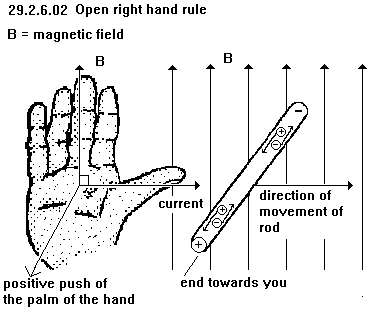 29.2.6.02 Open right hand rule
B = magnetic field
B
B
current
direction of
movement of
rod
positive push of
the palm of the hand
end towards you
-
+
-
+
-
+